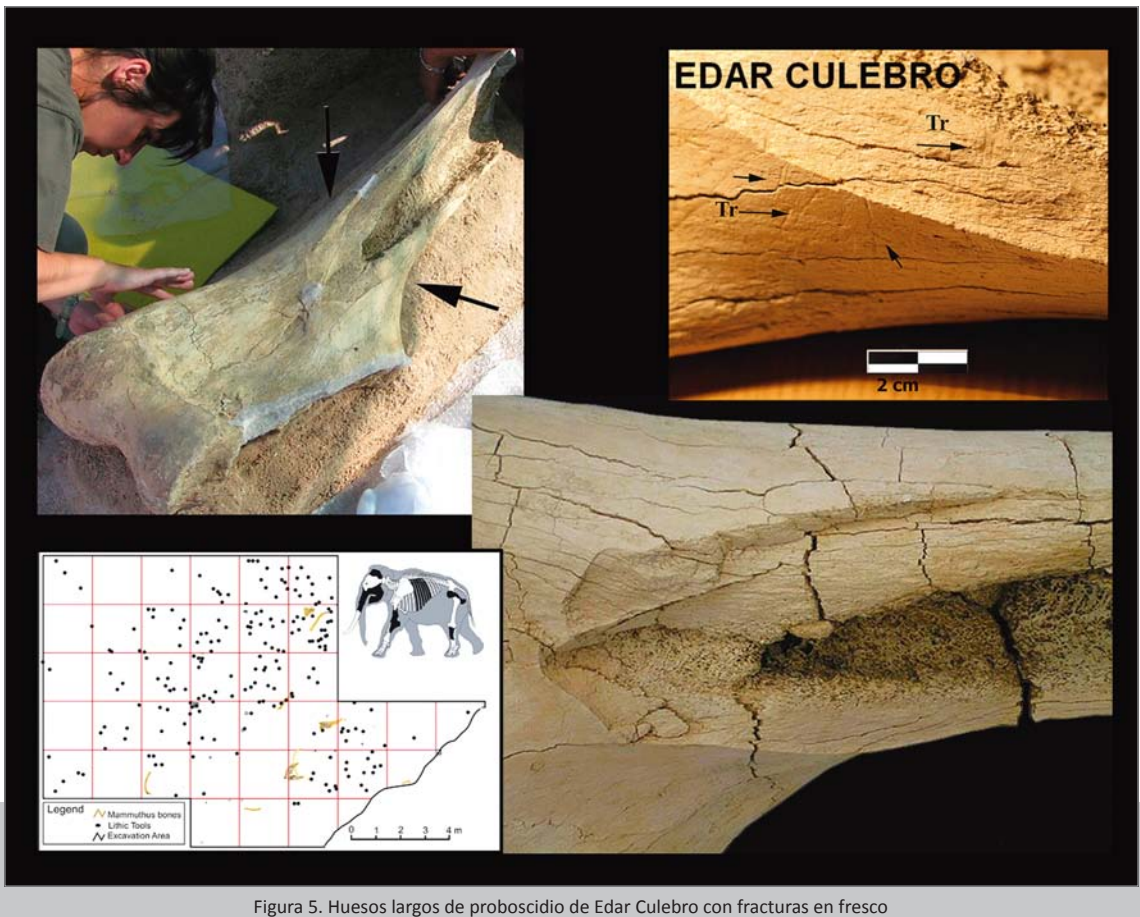 EDAR CULEBRO
Tr
Tr
2 cm
Legend
Mammuthus bones
Lithic Tools
Excavation Area
0 1 2 3 4 m
Figura 5. Huesos largos de proboscidio de Edar Culebro con fracturas en fresco